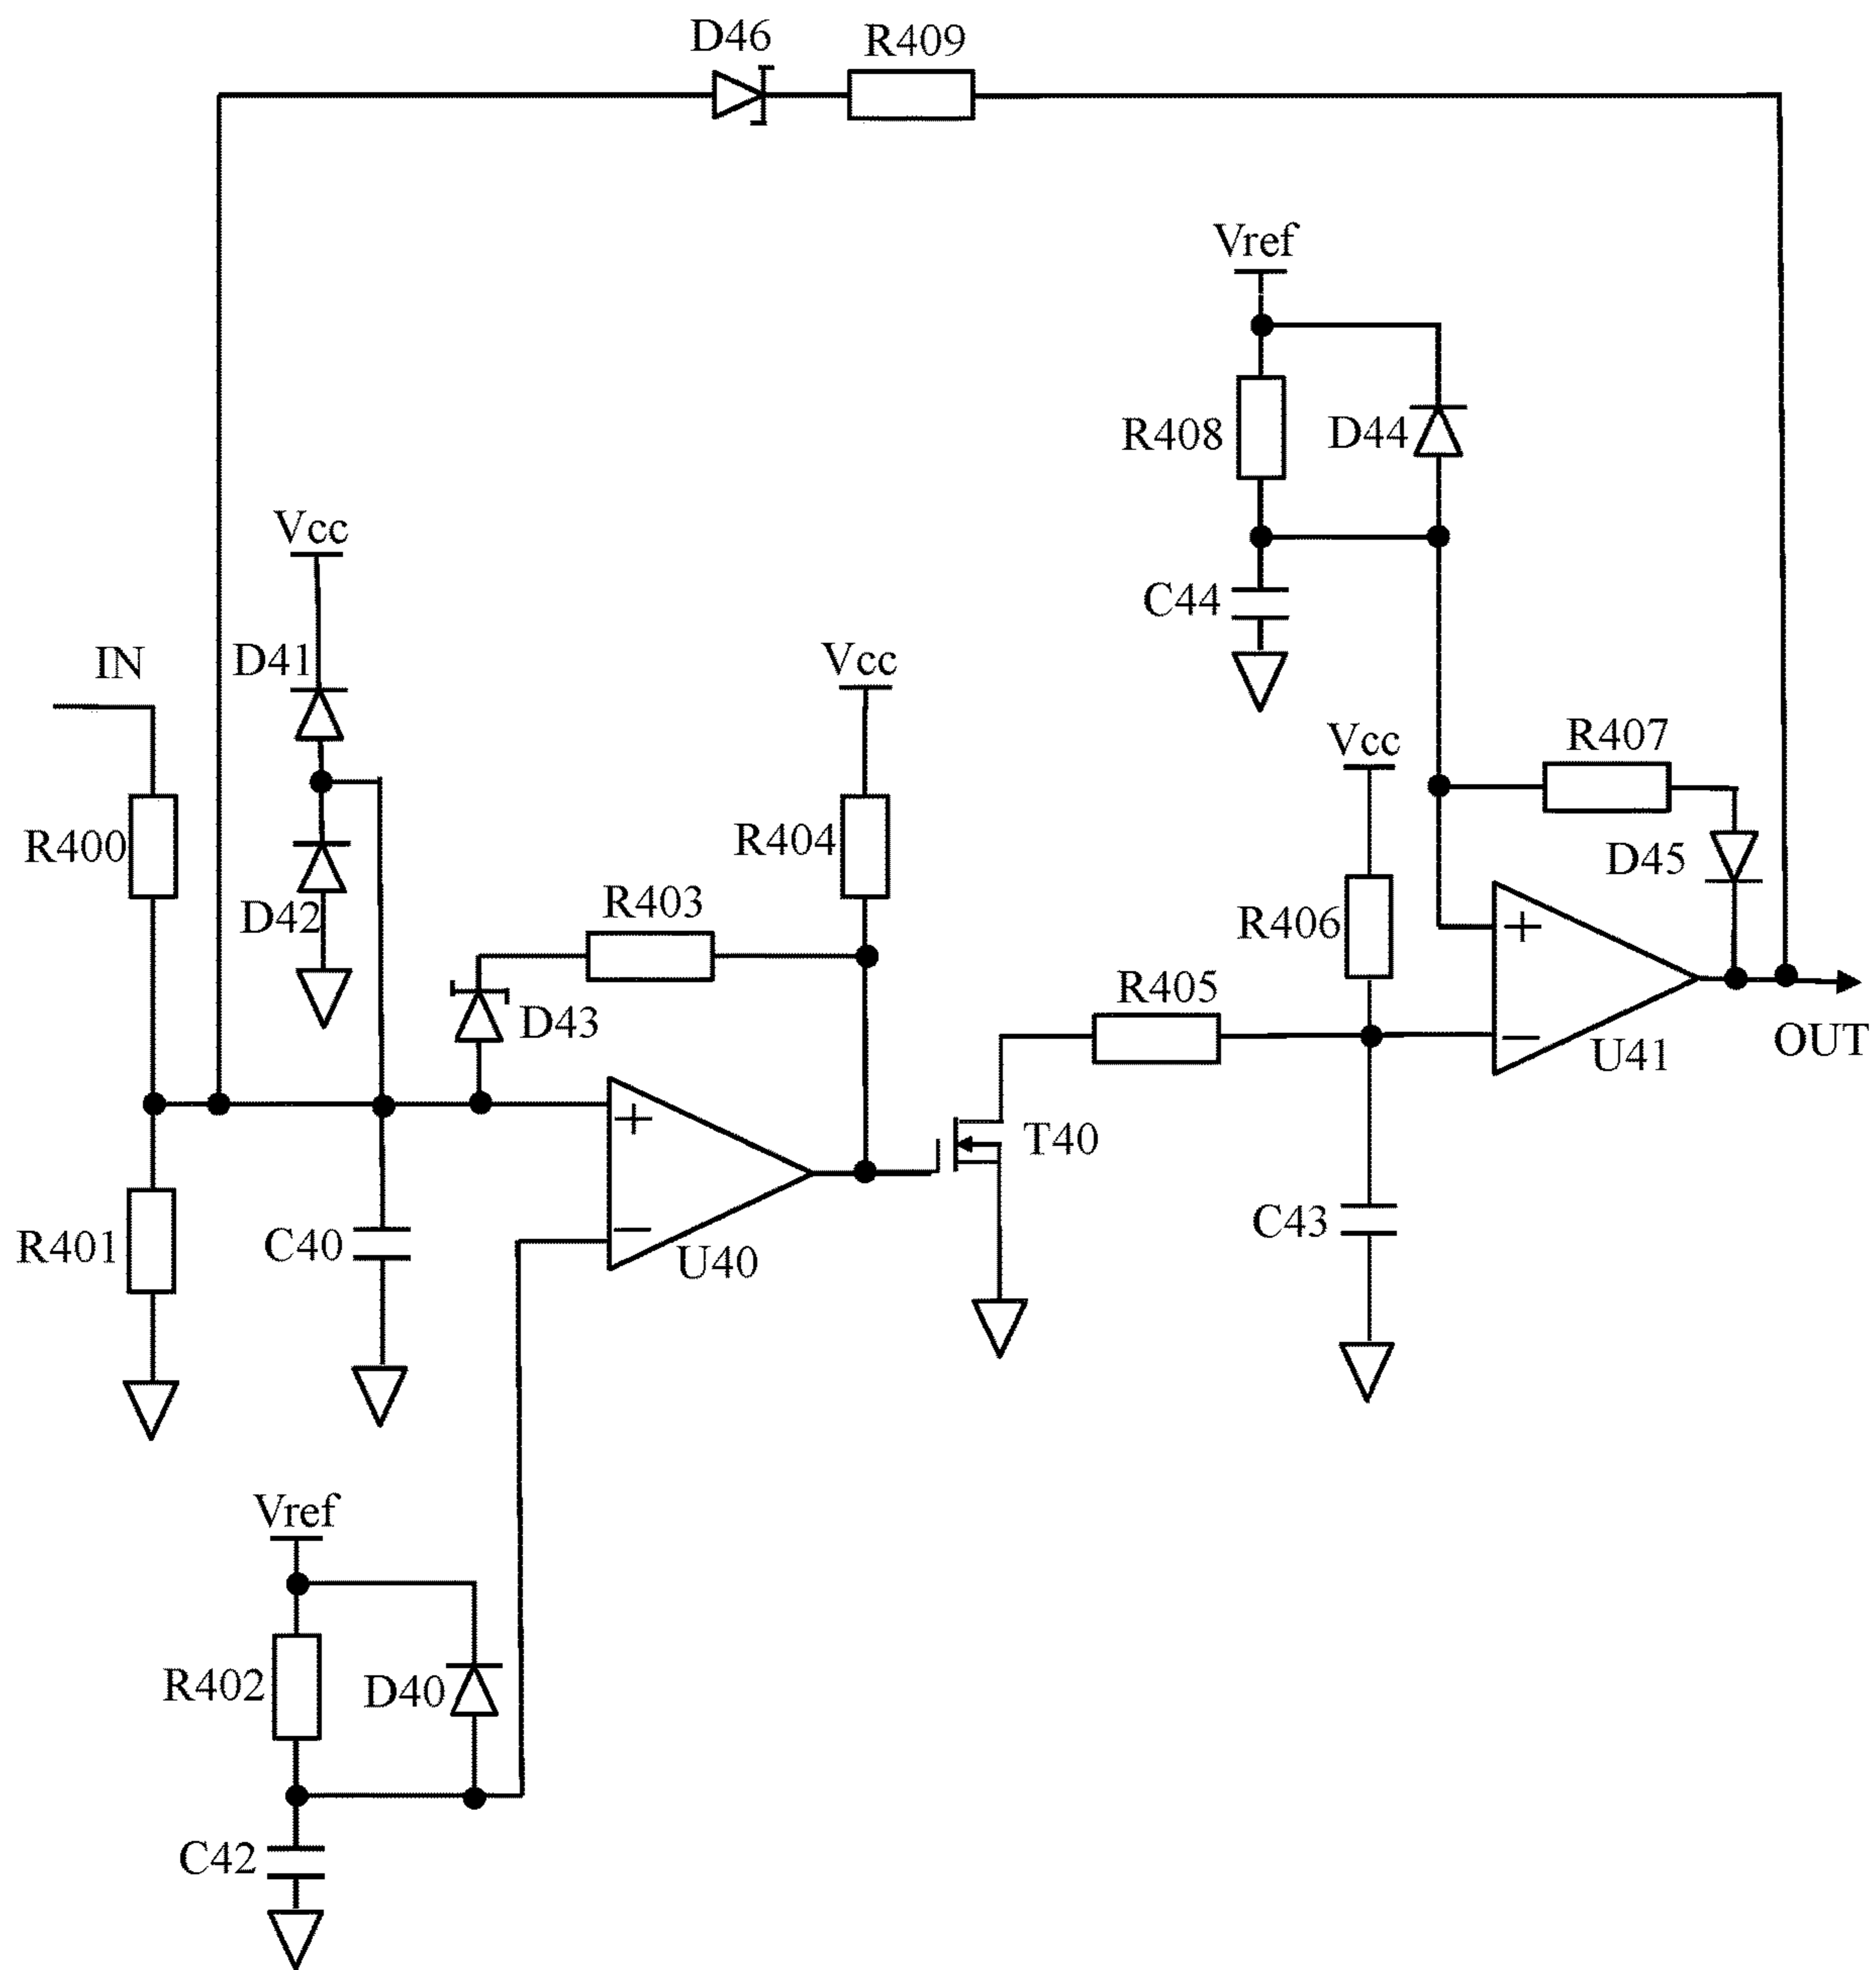 D46
R409
Vref
R408
D44
Vcc
C44
IN
D41
Vcc
Vcc
R407
R400
R404
D45
D42
R403
R406
+
D43
R405
−
U41
OUT
+
T40
R401
C40
−
U40
C43
Vref
R402
D40
C42